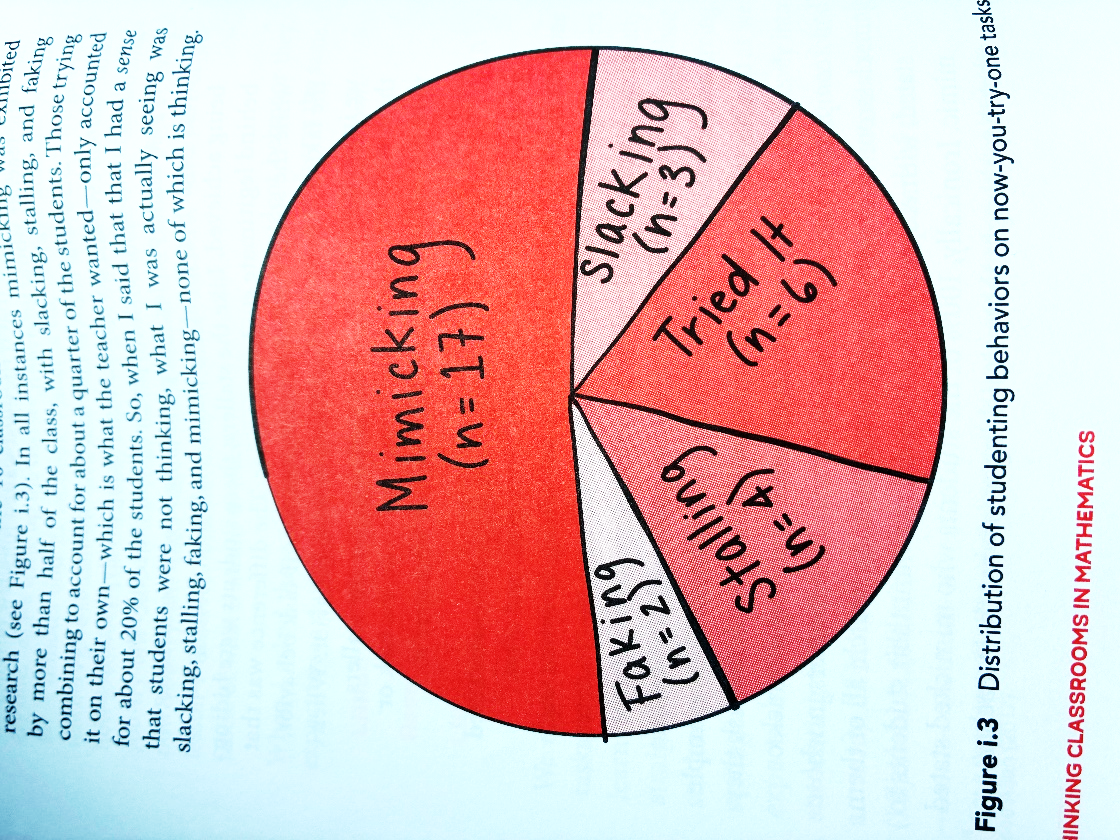 research (see Figure i.3). In all instances mimicking was exhibited
by more than half of the class, with slacking, stalling, and faking
combining to account for about a quarter of the students. Those trying
it on their own—which is what the teacher wanted—only accounted
for about 20% of the students. So, when I said that that I had a sense
that students were not thinking, what I was actually seeing was
slacking, stalling, faking, and mimicking—none of which is thinking.
Mimicking
(n=17)
Slacking
(n=3)
Tried It
(n=6)
Stalling
(n=4)
Faking
(n=2)
Figure i.3 Distribution of studenting behaviors on now-you-try-one tasks
HINKING CLASSROOMS IN MATHEMATICS